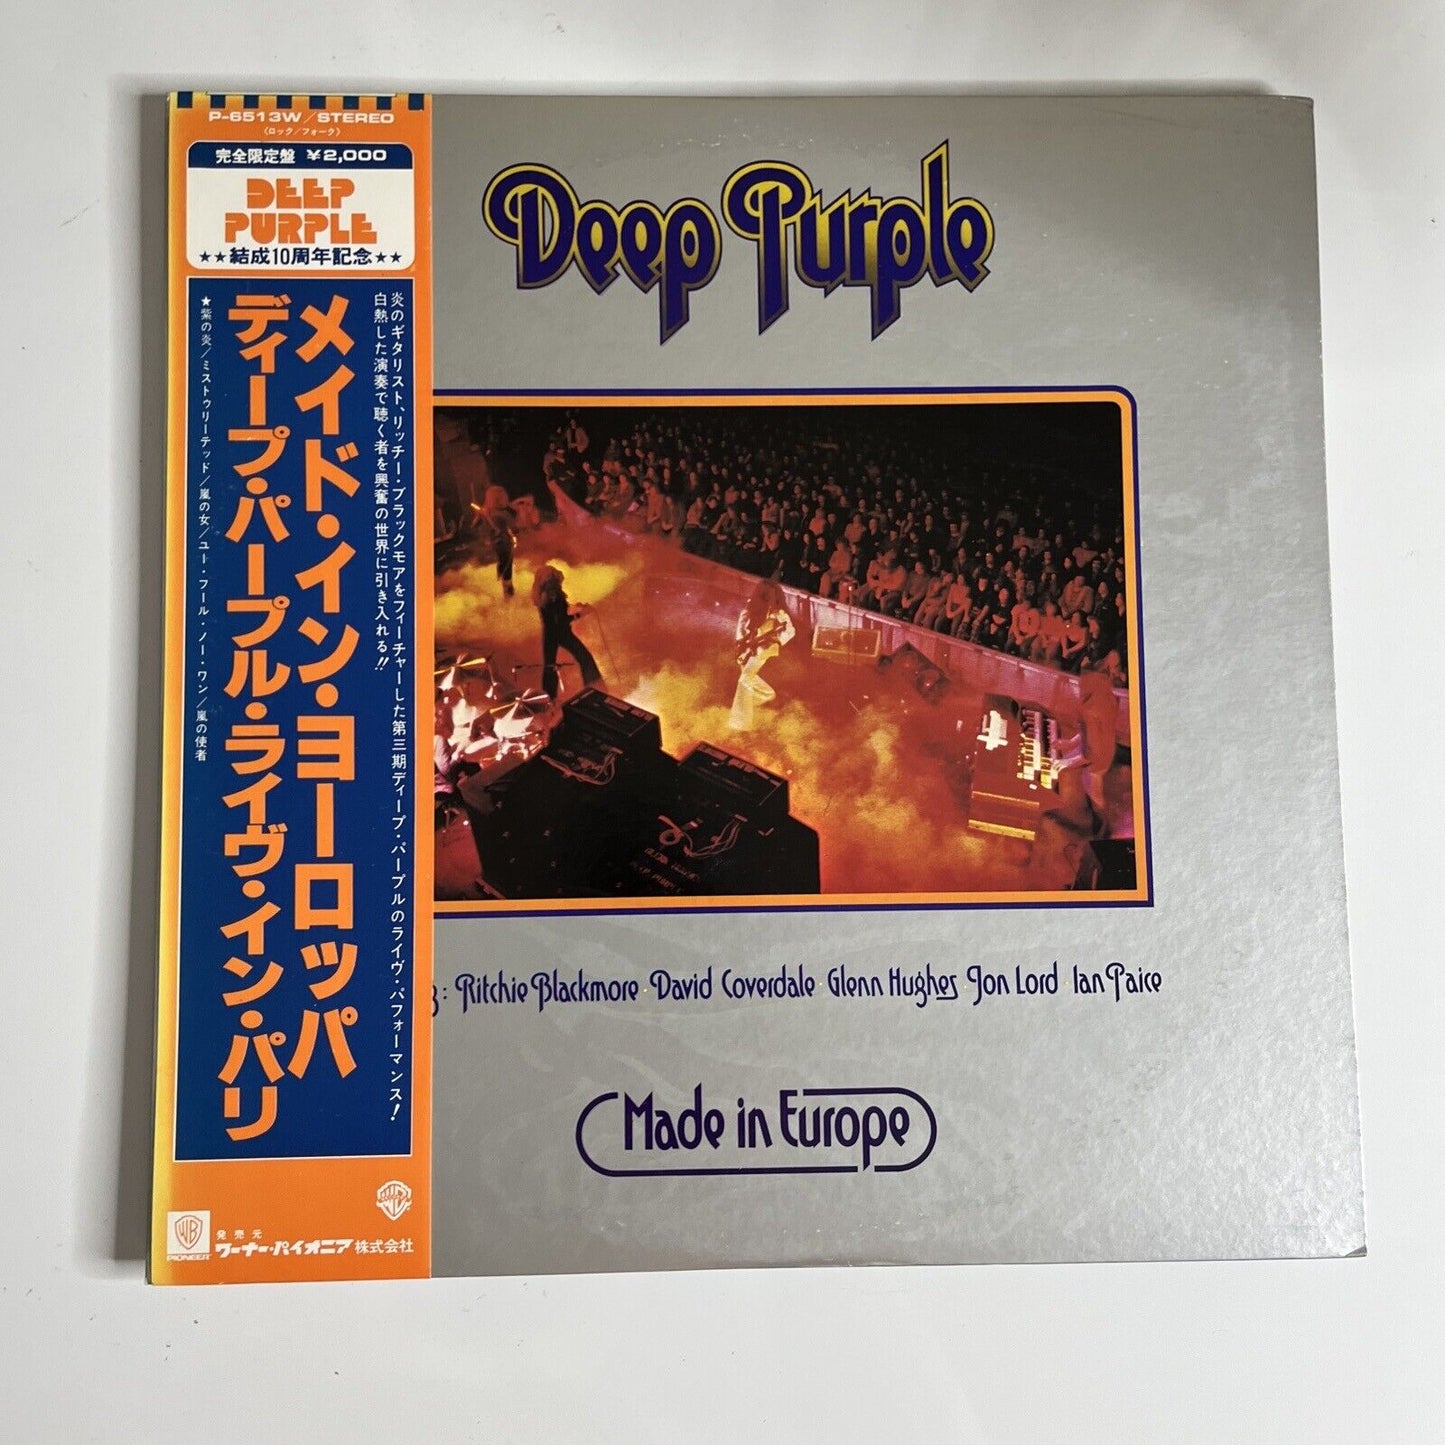 P-6513W/STEREO
(ロック/フォーク)
完全限定盤 ¥2,000
DEEP
PURPLE
★★結成10周年記念★★
炎のギタリスト、リッチー・ブラックモアをフィーチャーした第三期ディープ・パープルのライヴ・パフォーマンス!
白熱した演奏で聴く者を興奮の世界に引き入れる!!
メイド・イン・ヨーロッパ
ディープ・パープル・ライヴ・イン・パリ
★紫の炎/ミストゥリーテッド/嵐の女/ユー・フール・ノー・ワン/嵐の使者
WB
PIONEER
発売元
ワーナー・パイオニア株式会社
Deep Purple
: Ritchie Blackmore · David Coverdale · Glenn Hughes · Jon Lord · Ian Paice
Made in Europe